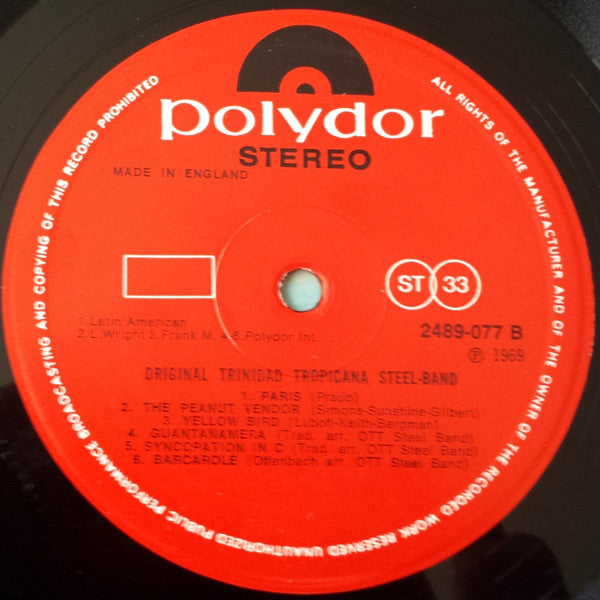 polydor
STEREO
MADE IN ENGLAND
ST 33
1.Latin American
2.L.Wright 3.Frank M. 4-6.Polydor Int.
2489-077 B
℗ 1969
ORIGINAL TRINIDAD TROPICANA STEEL-BAND
1. PARIS (Prado)
2. THE PEANUT VENDOR (Simons-Sunshine-Gilbert)
3. YELLOW BIRD (Luboff-Keith-Bergman)
4. GUANTANAMERA (Trad. arr. OTT Steel Band)
5. SYNCOPATION IN C (Trad. arr. OTT Steel Band)
6. BARCAROLE (Offenbach arr. OTT Steel Band)
ALL RIGHTS OF THE MANUFACTURER AND OF THE OWNER OF THE RECORDED WORK RESERVED UNAUTHORIZED PUBLIC PERFORMANCE BROADCASTING AND COPYING OF THIS RECORD PROHIBITED